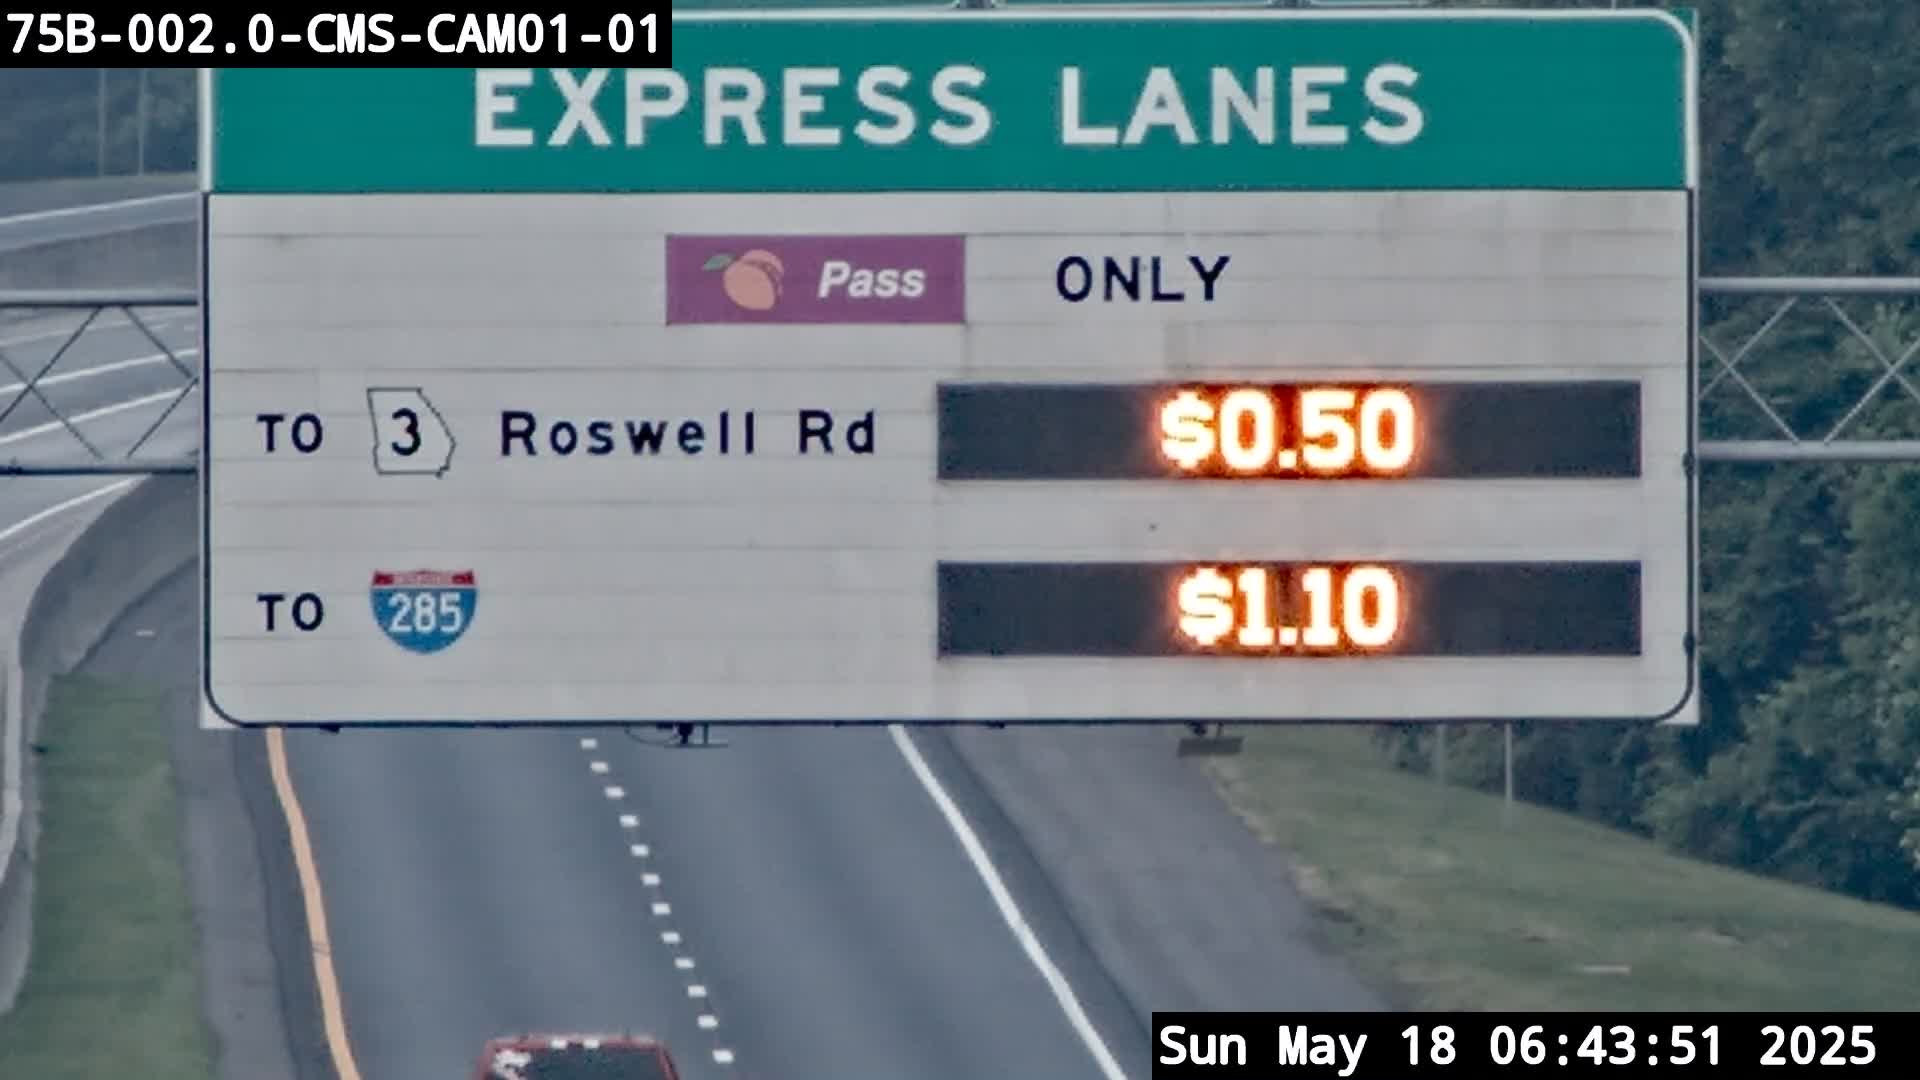 75B-002.0-CMS-CAM01-01
EXPRESS LANES
Pass ONLY
TO 3 Roswell Rd $0.50
TO 285 $1.10
Sun May 18 06:43:51 2025